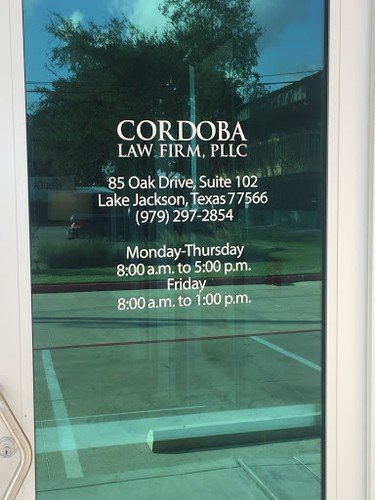 CORDOBA
LAW FIRM, PLLC
85 Oak Drive, Suite 102
Lake Jackson, Texas 77566
(979) 297-2854
Monday-Thursday
8:00 a.m. to 5:00 p.m.
Friday
8:00 a.m. to 1:00 p.m.